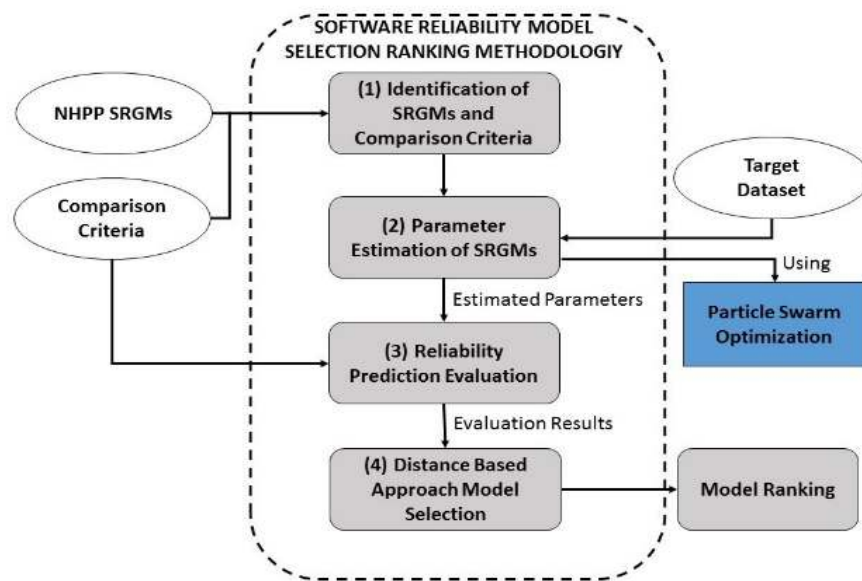 SOFTWARE RELIABILITY MODEL
SELECTION RANKING METHODOLOGIY
(1) Identification of
SRGMs and
Comparison Criteria
NHPP SRGMs
Comparison
Criteria
Target
Dataset
(2) Parameter
Estimation of SRGMs
Using
Particle Swarm
Optimization
Estimated Parameters
(3) Reliability
Prediction Evaluation
Evaluation Results
(4) Distance Based
Approach Model
Selection
Model Ranking